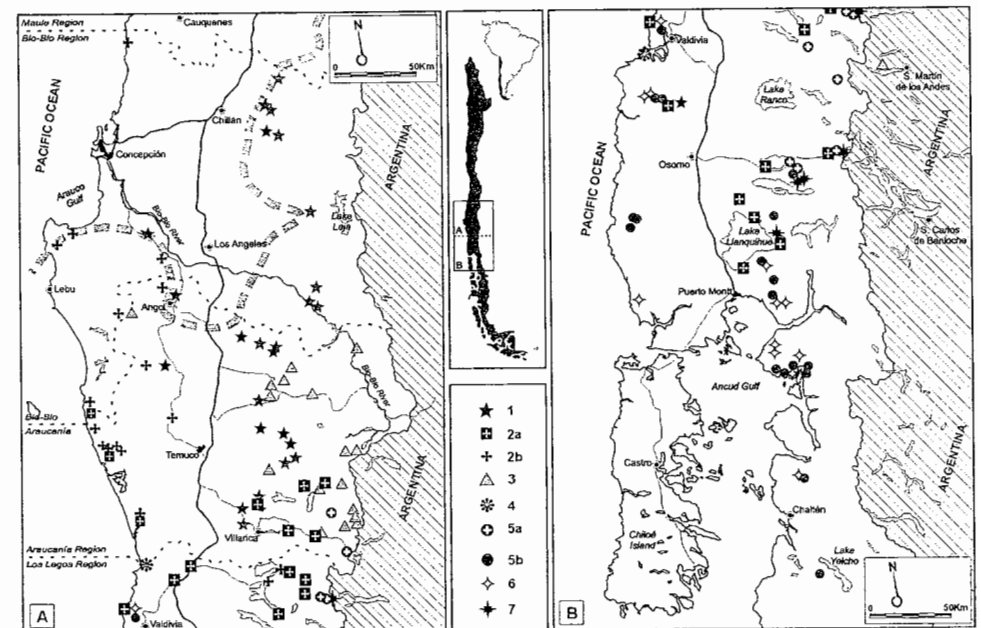 Maule Region
Bío-Bío Region
Cauquenes
N
0 50Km
PACIFIC OCEAN
Chillán
Concepción
Arauco
Gulf
Bío-Bío River
Lake
Laja
ARGENTINA
Los Angeles
Lebu
Angol
Bío-Bío River
Bío-Bío
Araucanía
Temuco
ARGENTINA
Villarica
Araucanía Region
Los Lagos Region
A
Valdivia
A
B
1
2a
2b
3
4
5a
5b
6
7
Valdivia
Lake
Ranco
S. Martín
de los Andes
PACIFIC OCEAN
Osorno
ARGENTINA
Lake
Llanquihue
S. Carlos
de Bariloche
Puerto Montt
Ancud Gulf
Castro
ARGENTINA
Chaitén
Chiloé
Island
Lake
Yelcho
N
0 50Km
B